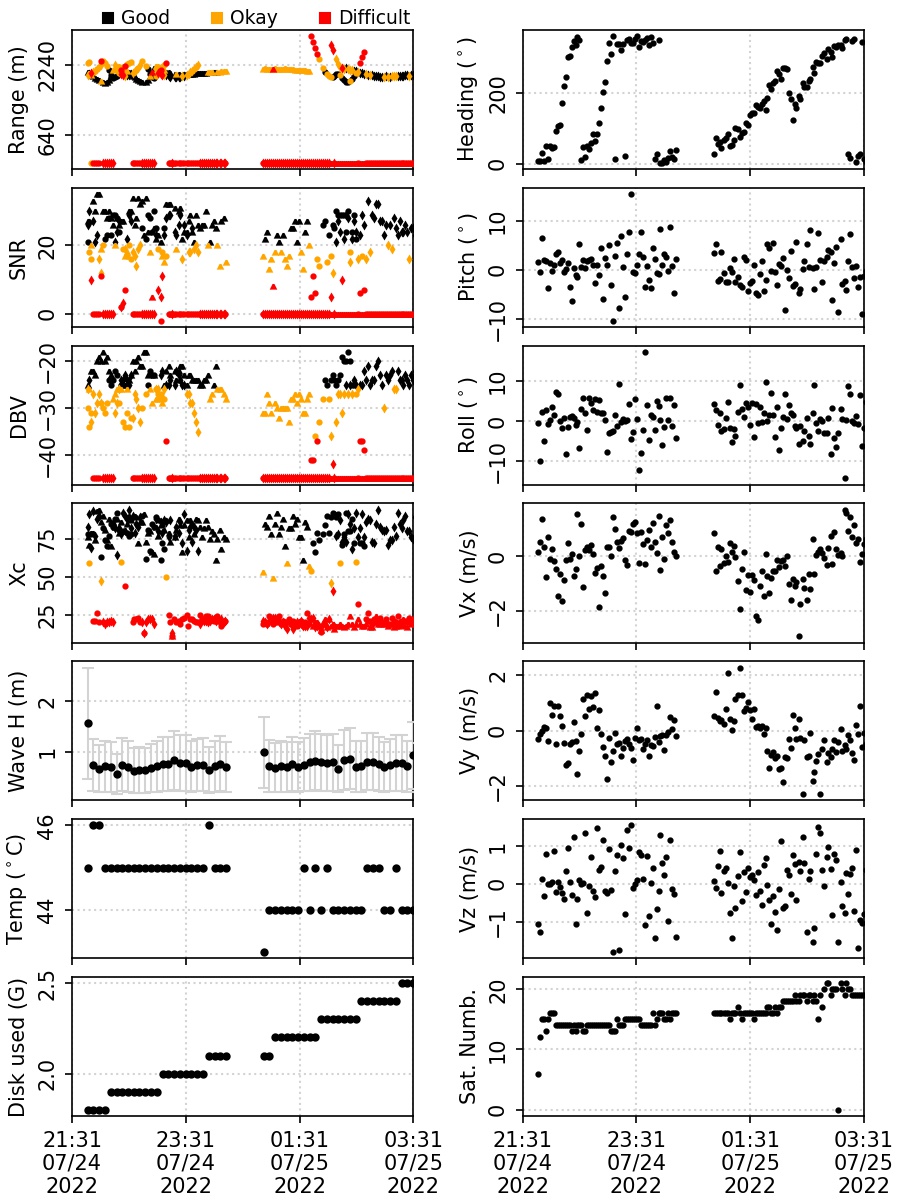 Good Okay Difficult
Range (m)
2240
640
Heading (°)
200
0
SNR
20
0
Pitch (°)
10
0
−10
DBV
−20
−30
−40
Roll (°)
10
0
−10
Xc
75
50
25
Vx (m/s)
0
−2
Wave H (m)
2
1
Vy (m/s)
2
0
−2
Temp (°C)
46
44
Vz (m/s)
1
0
−1
Disk used (G)
2.5
2.0
Sat. Numb.
20
10
0
21:31 23:31 01:31 03:31 21:31 23:31 01:31 03:31
07/24 07/24 07/25 07/25 07/24 07/24 07/25 07/25
2022 2022 2022 2022 2022 2022 2022 2022